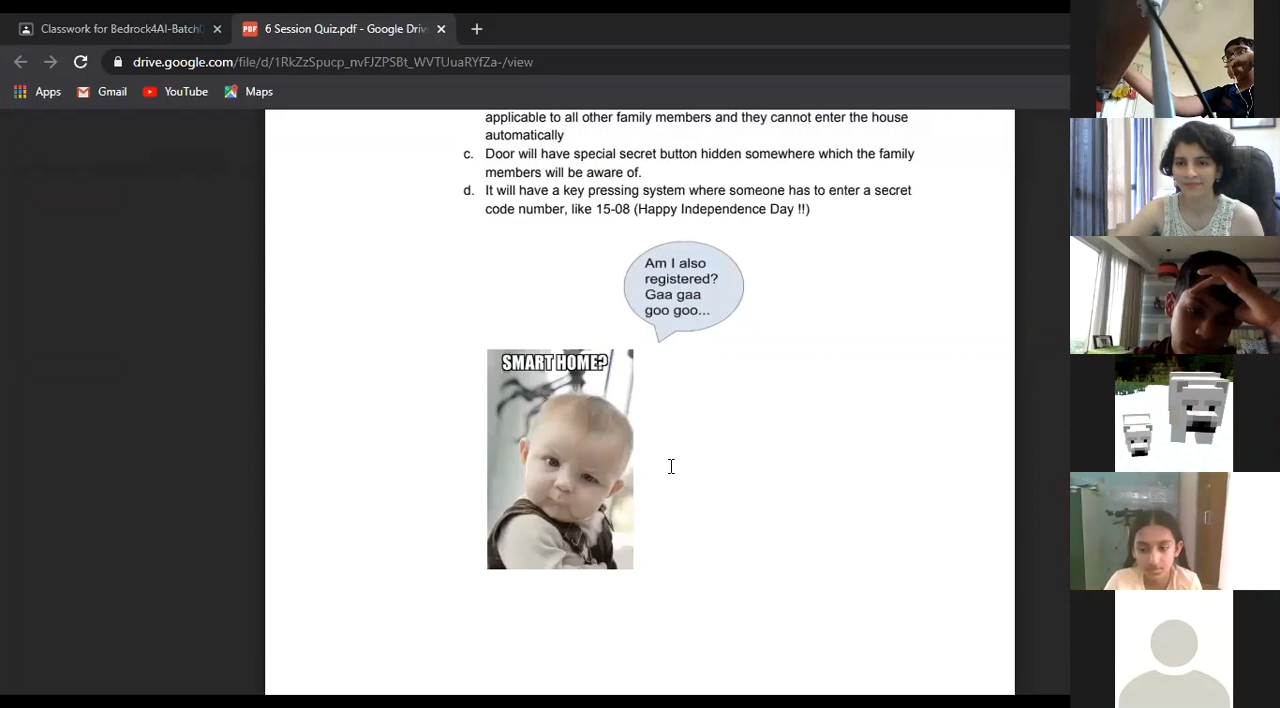 Classwork for Bedrock4AI-Batch
6 Session Quiz.pdf - Google Driv
drive.google.com/file/d/1RkZzSpucp_nvFJZPSBt_WVTUuaRYfZa-/view
Apps Gmail YouTube Maps
applicable to all other family members and they cannot enter the house
automatically
c. Door will have special secret button hidden somewhere which the family
members will be aware of.
d. It will have a key pressing system where someone has to enter a secret
code number, like 15-08 (Happy Independence Day !!)
Am I also
registered?
Gaa gaa
goo goo...
SMART HOME?